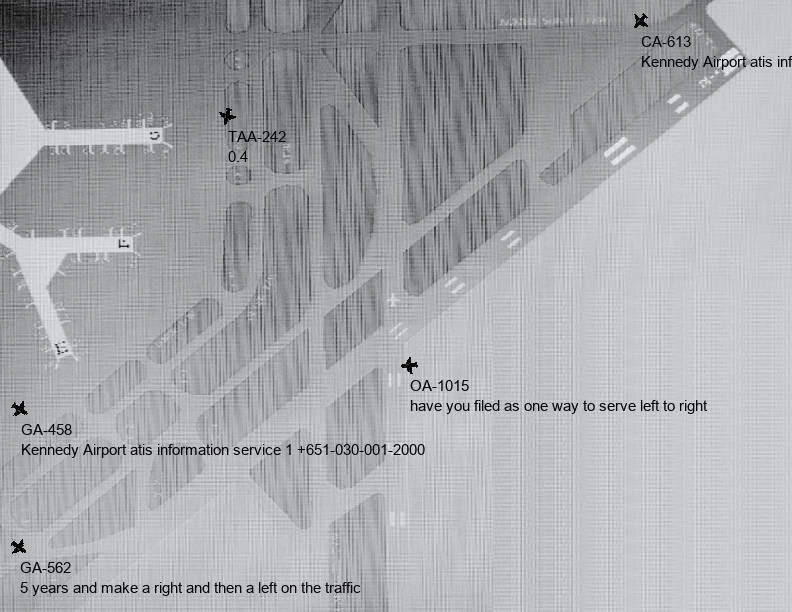 CA-613
Kennedy Airport atis inf
TAA-242
0.4
OA-1015
have you filed as one way to serve left to right
GA-458
Kennedy Airport atis information service 1 +651-030-001-2000
GA-562
5 years and make a right and then a left on the traffic